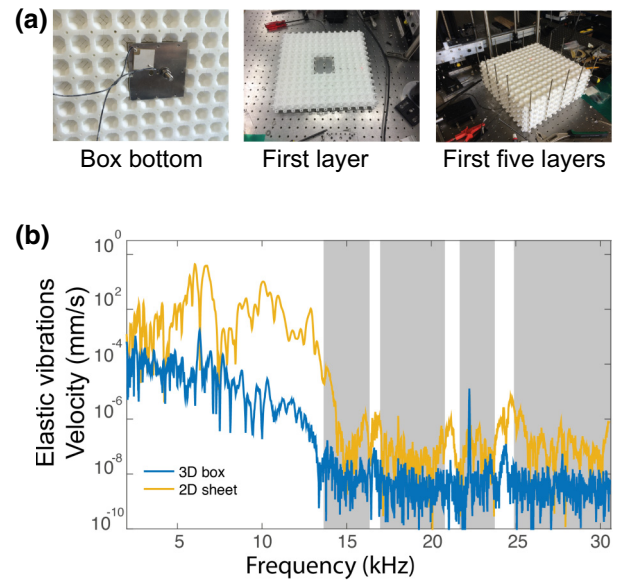 (a)
Box bottom
First layer
First five layers
(b)
Elastic vibrations
Velocity (mm/s)
10^0
10^2
10^-4
10^-6
10^-8
10^-10
3D box
2D sheet
5
10
15
20
25
30
Frequency (kHz)